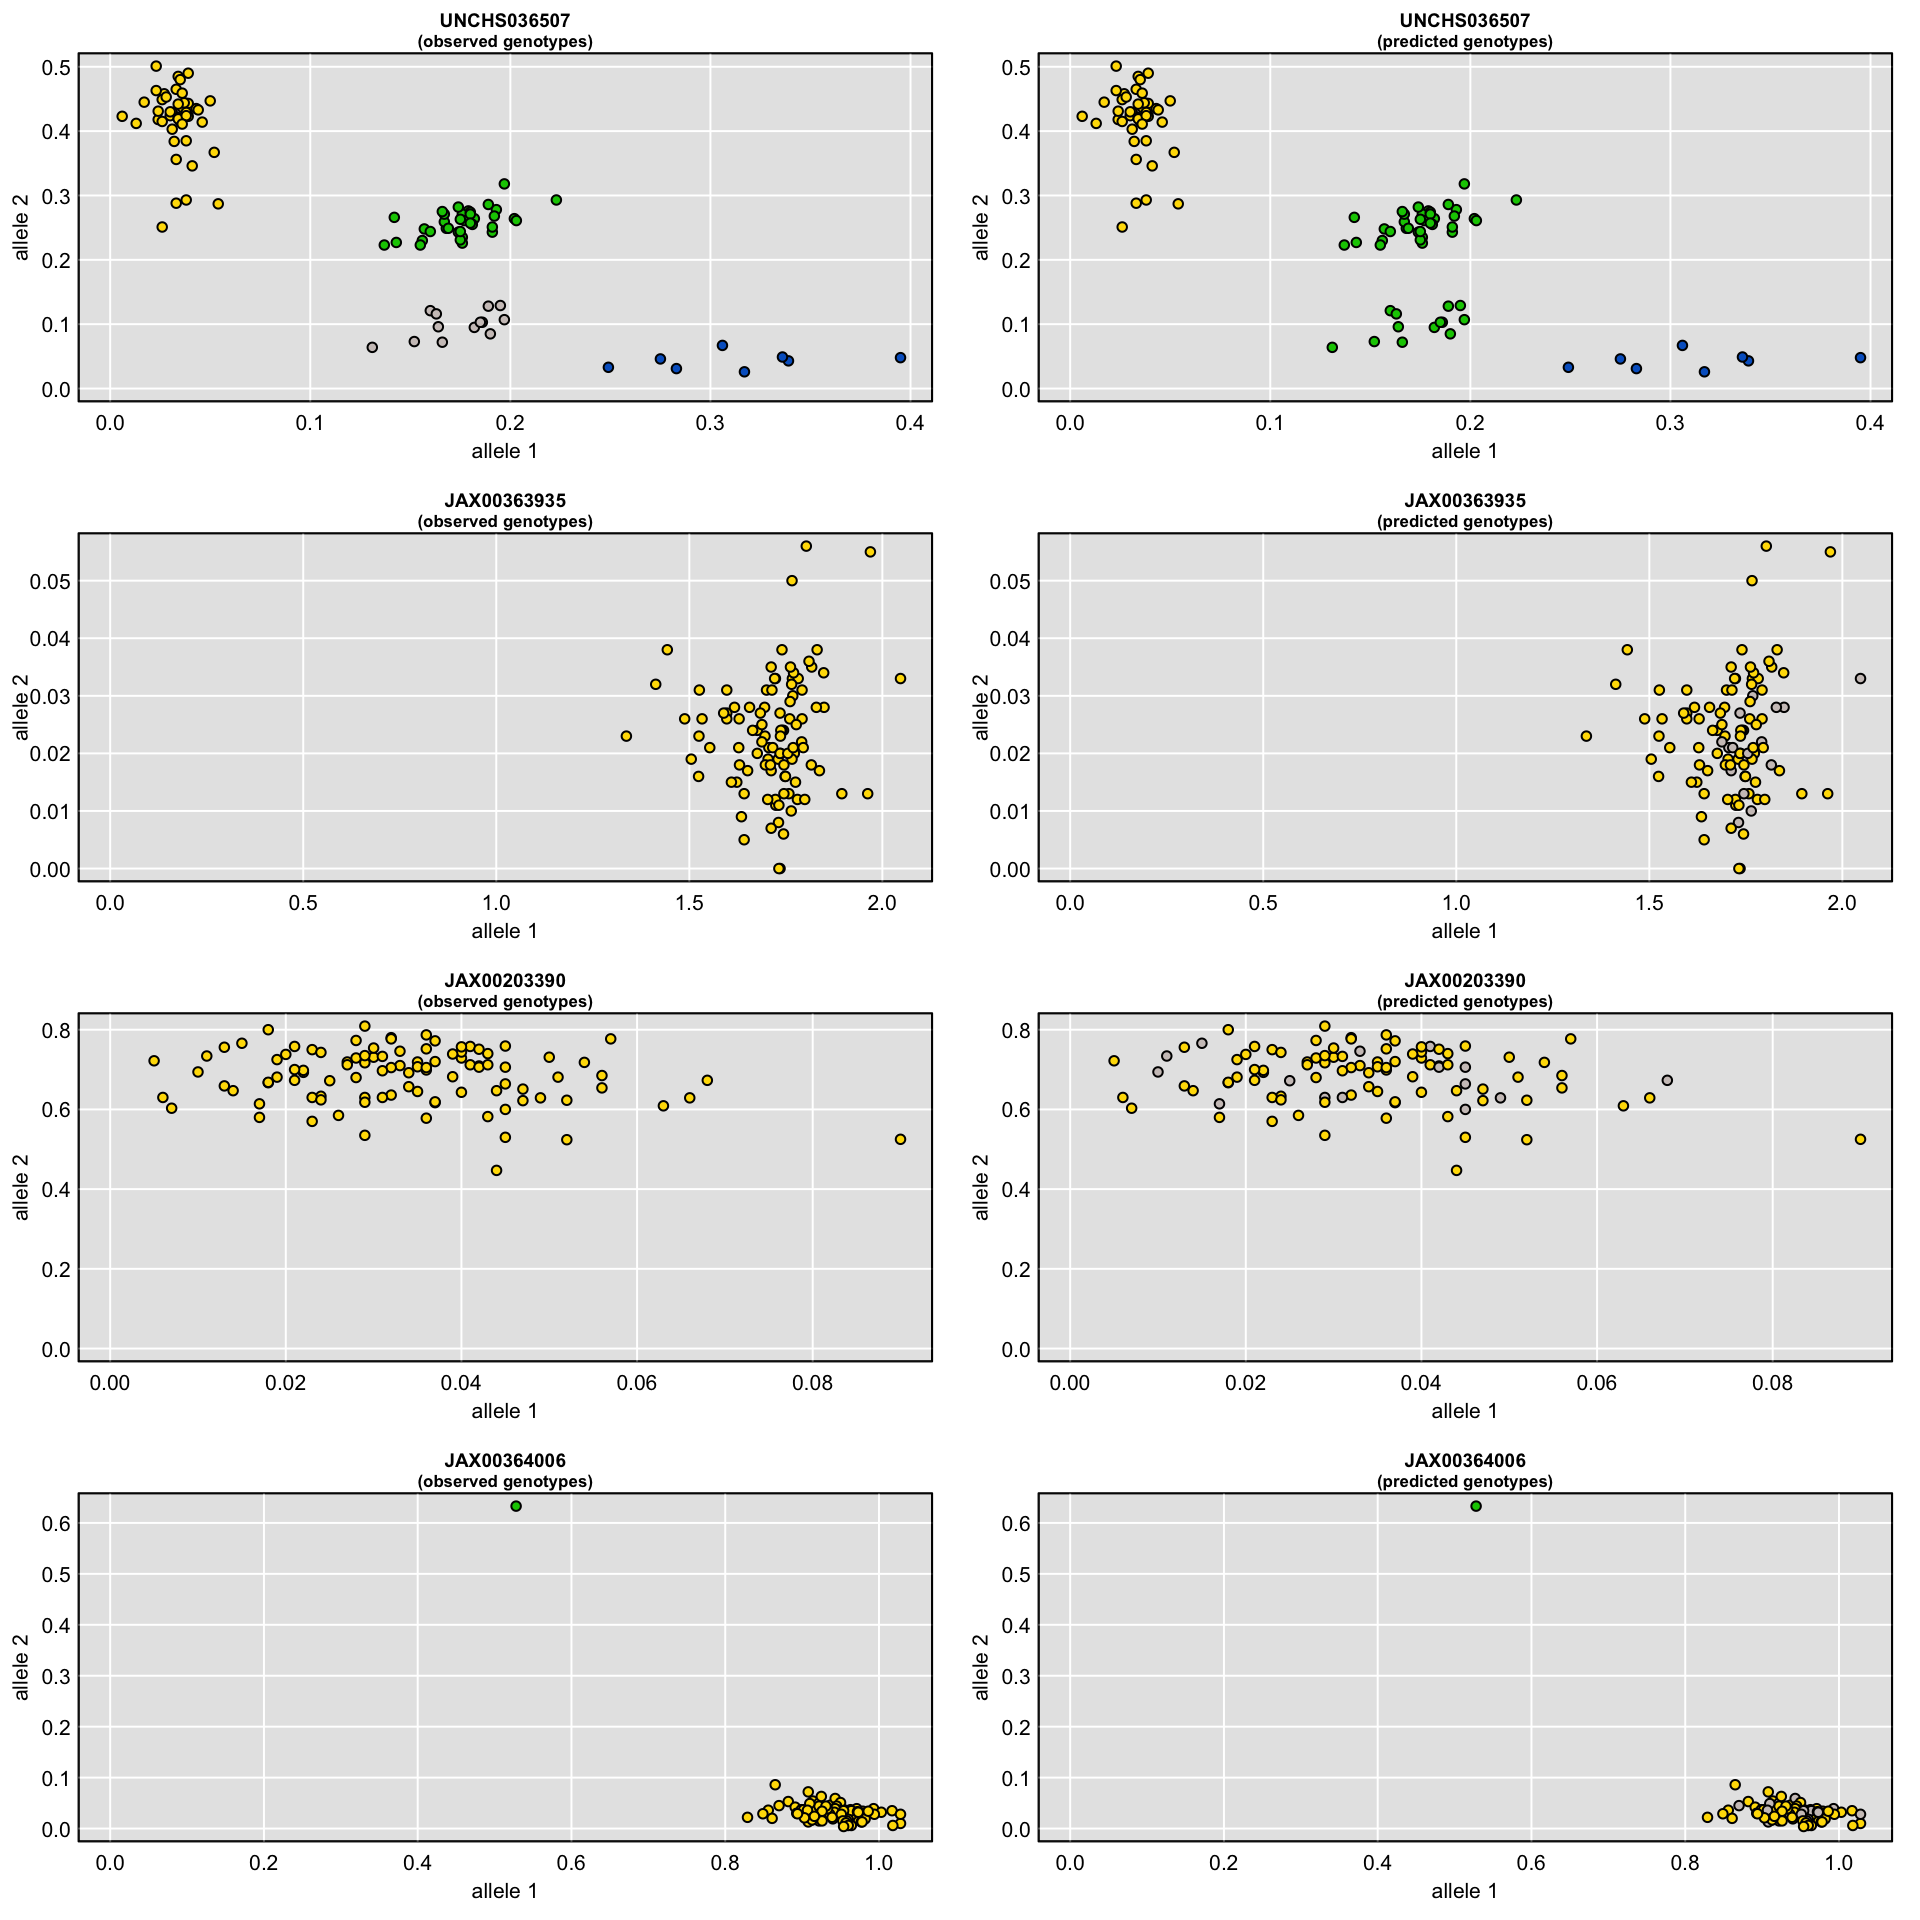 UNCHS036507
(observed genotypes)
0.5
0.4
0.3
0.2
0.1
0.0
allele 2
0.0 0.1 0.2 0.3 0.4
allele 1
UNCHS036507
(predicted genotypes)
0.5
0.4
0.3
0.2
0.1
0.0
allele 2
0.0 0.1 0.2 0.3 0.4
allele 1
JAX00363935
(observed genotypes)
0.05
0.04
0.03
0.02
0.01
0.00
allele 2
0.0 0.5 1.0 1.5 2.0
allele 1
JAX00363935
(predicted genotypes)
0.05
0.04
0.03
0.02
0.01
0.00
allele 2
0.0 0.5 1.0 1.5 2.0
allele 1
JAX00203390
(observed genotypes)
0.8
0.6
0.4
0.2
0.0
allele 2
0.00 0.02 0.04 0.06 0.08
allele 1
JAX00203390
(predicted genotypes)
0.8
0.6
0.4
0.2
0.0
allele 2
0.00 0.02 0.04 0.06 0.08
allele 1
JAX00364006
(observed genotypes)
0.6
0.5
0.4
0.3
0.2
0.1
0.0
allele 2
0.0 0.2 0.4 0.6 0.8 1.0
allele 1
JAX00364006
(predicted genotypes)
0.6
0.5
0.4
0.3
0.2
0.1
0.0
allele 2
0.0 0.2 0.4 0.6 0.8 1.0
allele 1